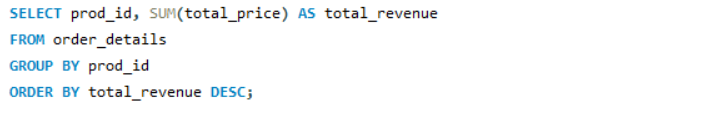 SELECT prod_id, SUM(total_price) AS total_revenue
FROM order_details
GROUP BY prod_id
ORDER BY total_revenue DESC;